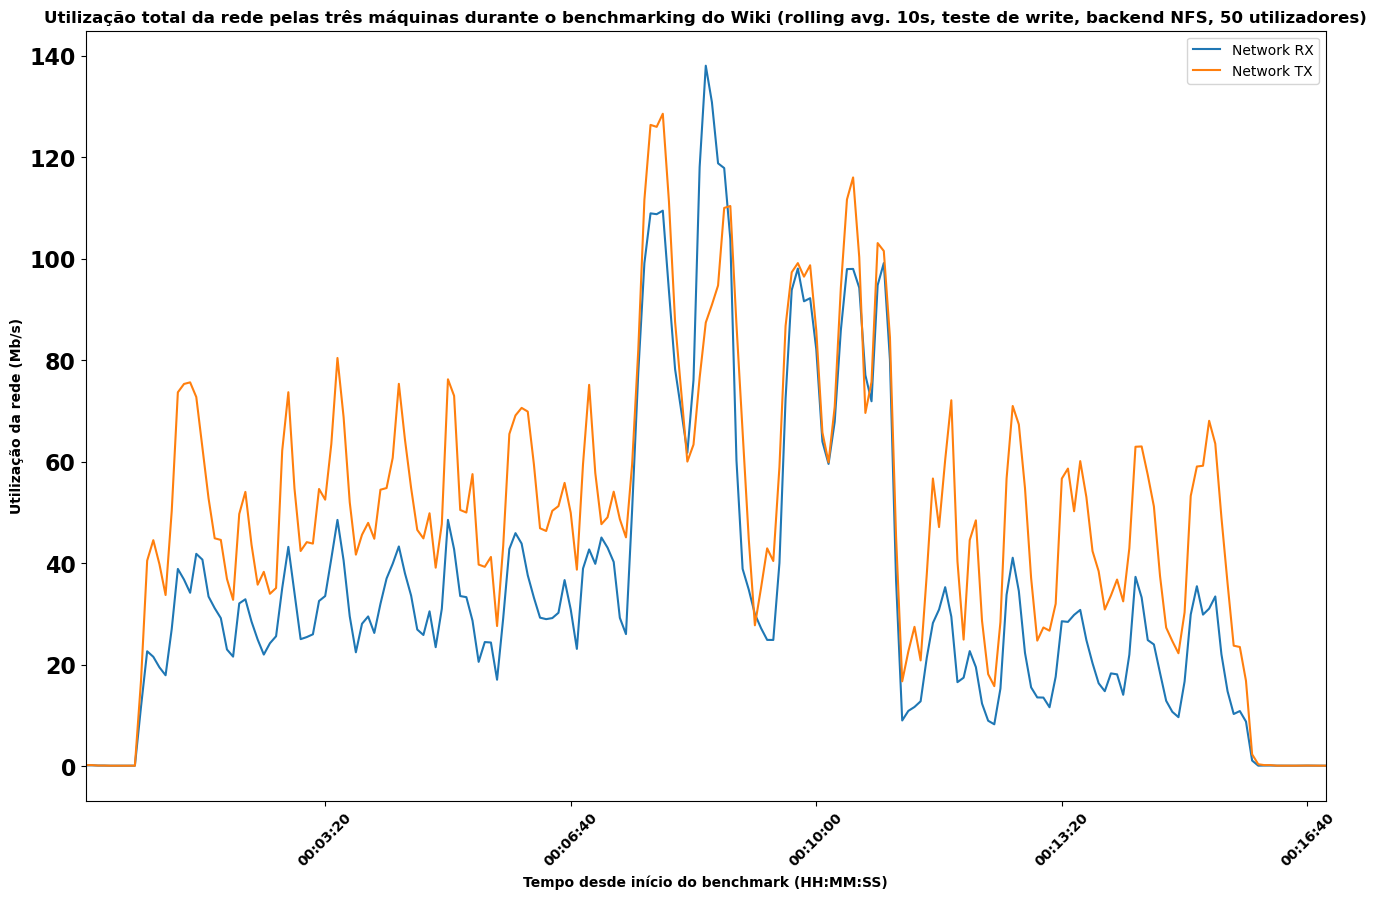 Utilização total da rede pelas três máquinas durante o benchmarking do Wiki (rolling avg. 10s, teste de write, backend NFS, 50 utilizadores)
Network RX
Network TX
140
120
100
80
60
40
20
0
Utilização da rede (Mb/s)
00:03:20
00:06:40
00:10:00
00:13:20
00:16:40
Tempo desde início do benchmark (HH:MM:SS)